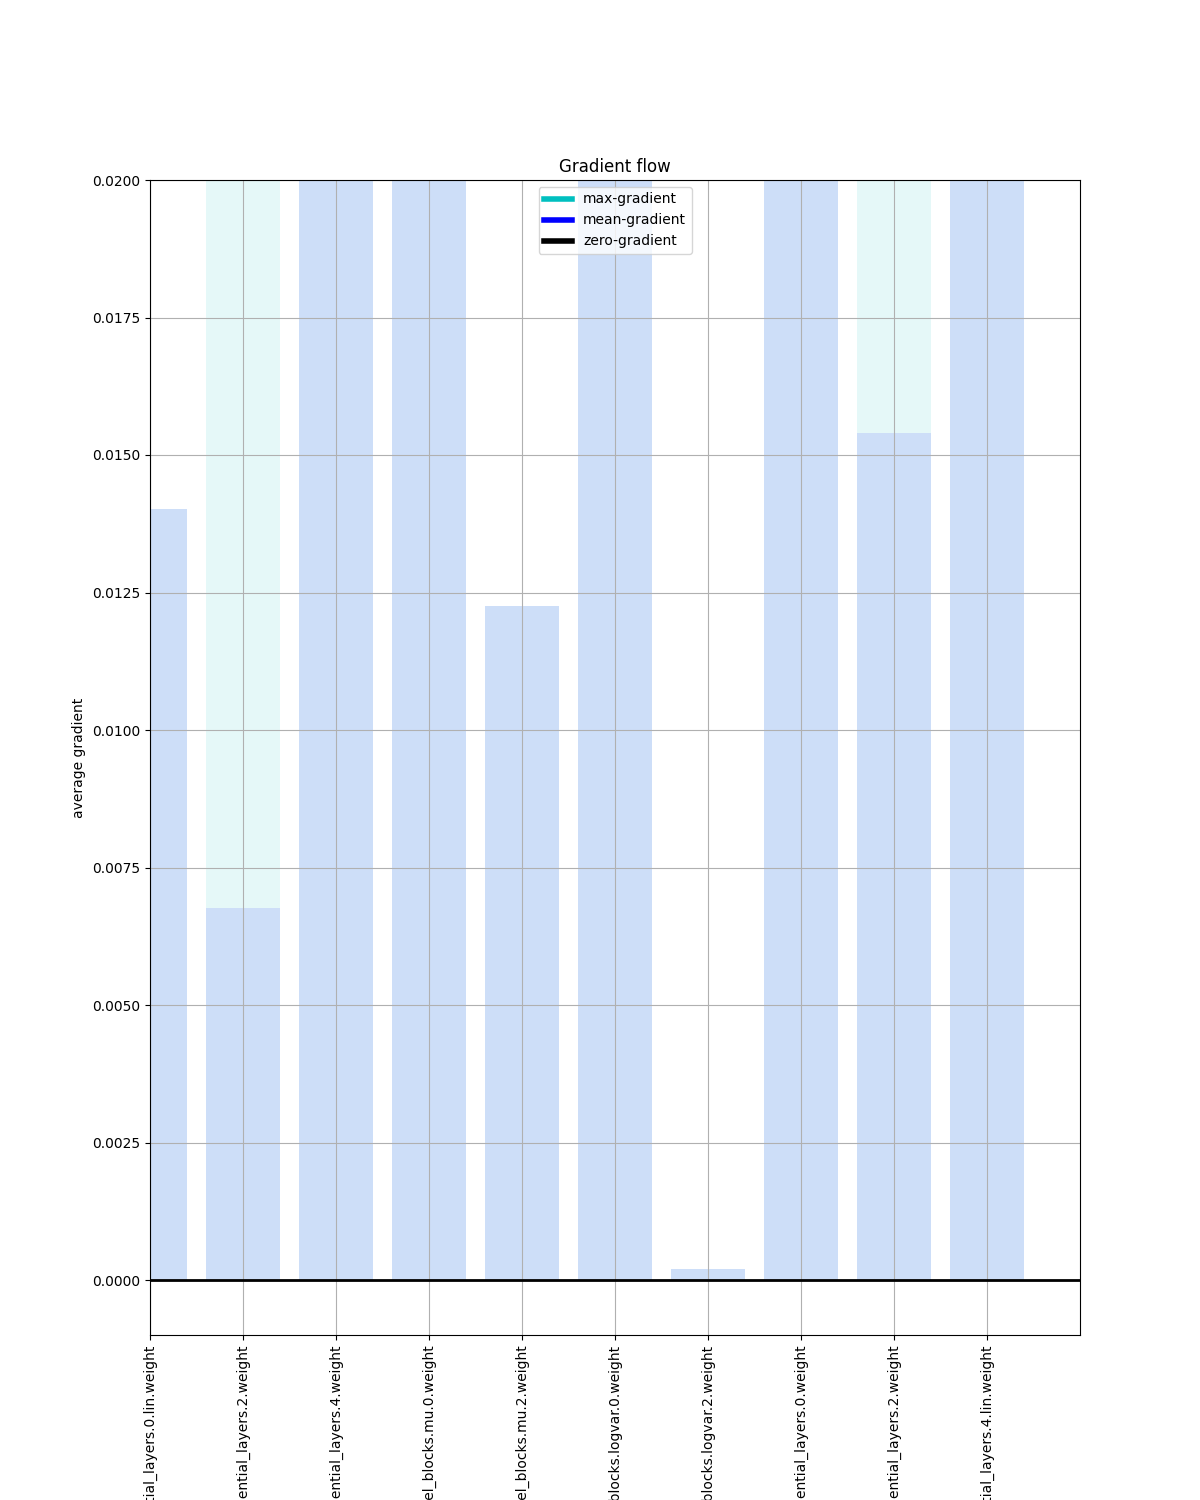 Gradient flow
max-gradient
mean-gradient
zero-gradient
0.0200
0.0175
0.0150
0.0125
0.0100
0.0075
0.0050
0.0025
0.0000
average gradient
tial_layers.0.lin.weight
ential_layers.2.weight
ential_layers.4.weight
el_blocks.mu.0.weight
el_blocks.mu.2.weight
blocks.logvar.0.weight
blocks.logvar.2.weight
ential_layers.0.weight
ential_layers.2.weight
tial_layers.4.lin.weight